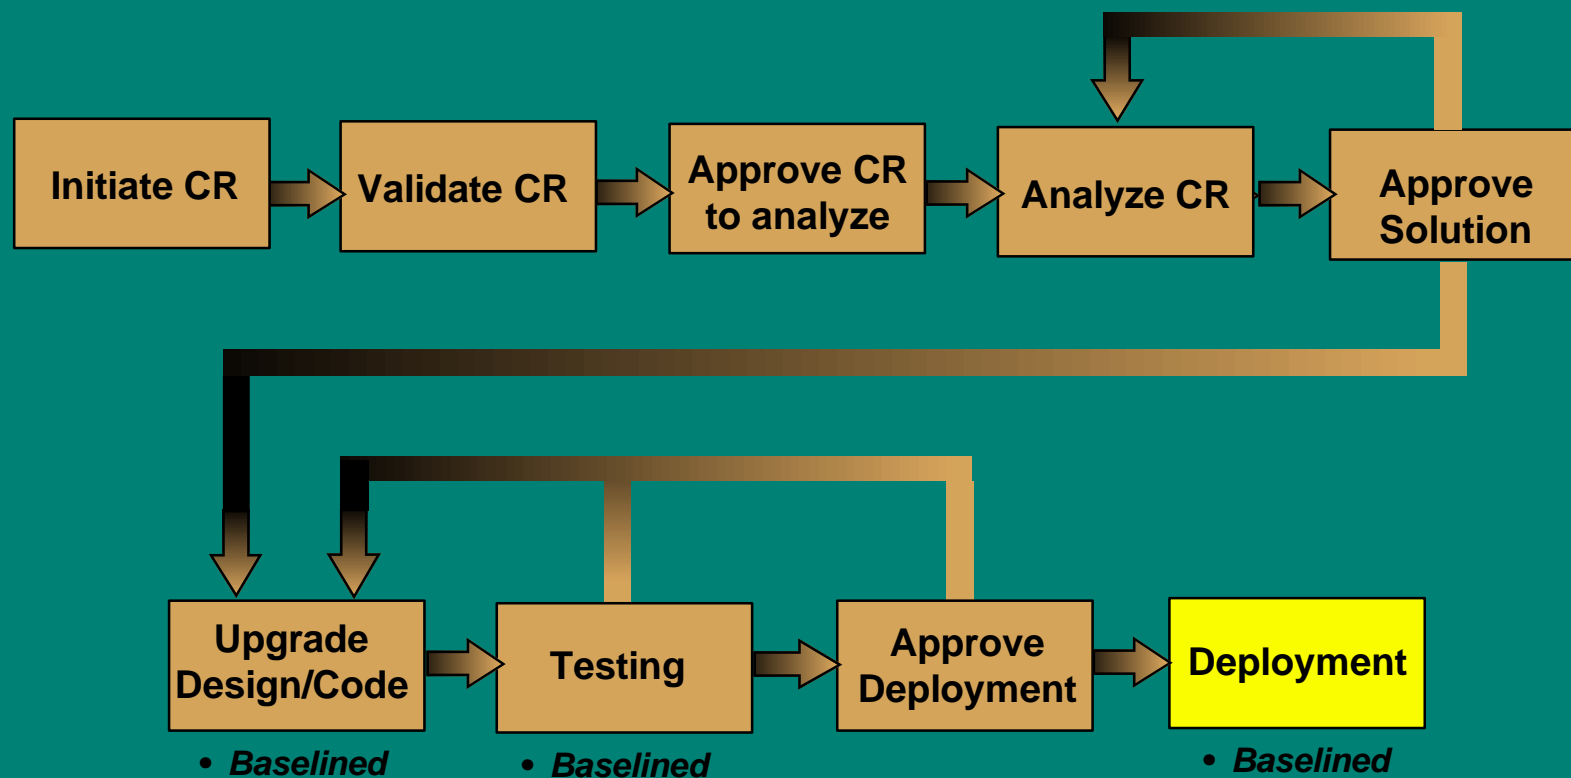 Initiate CR
Validate CR
Approve CR
to analyze
Analyze CR
Approve
Solution
Upgrade
Design/Code
Testing
Approve
Deployment
Deployment
• Baselined
• Baselined
• Baselined